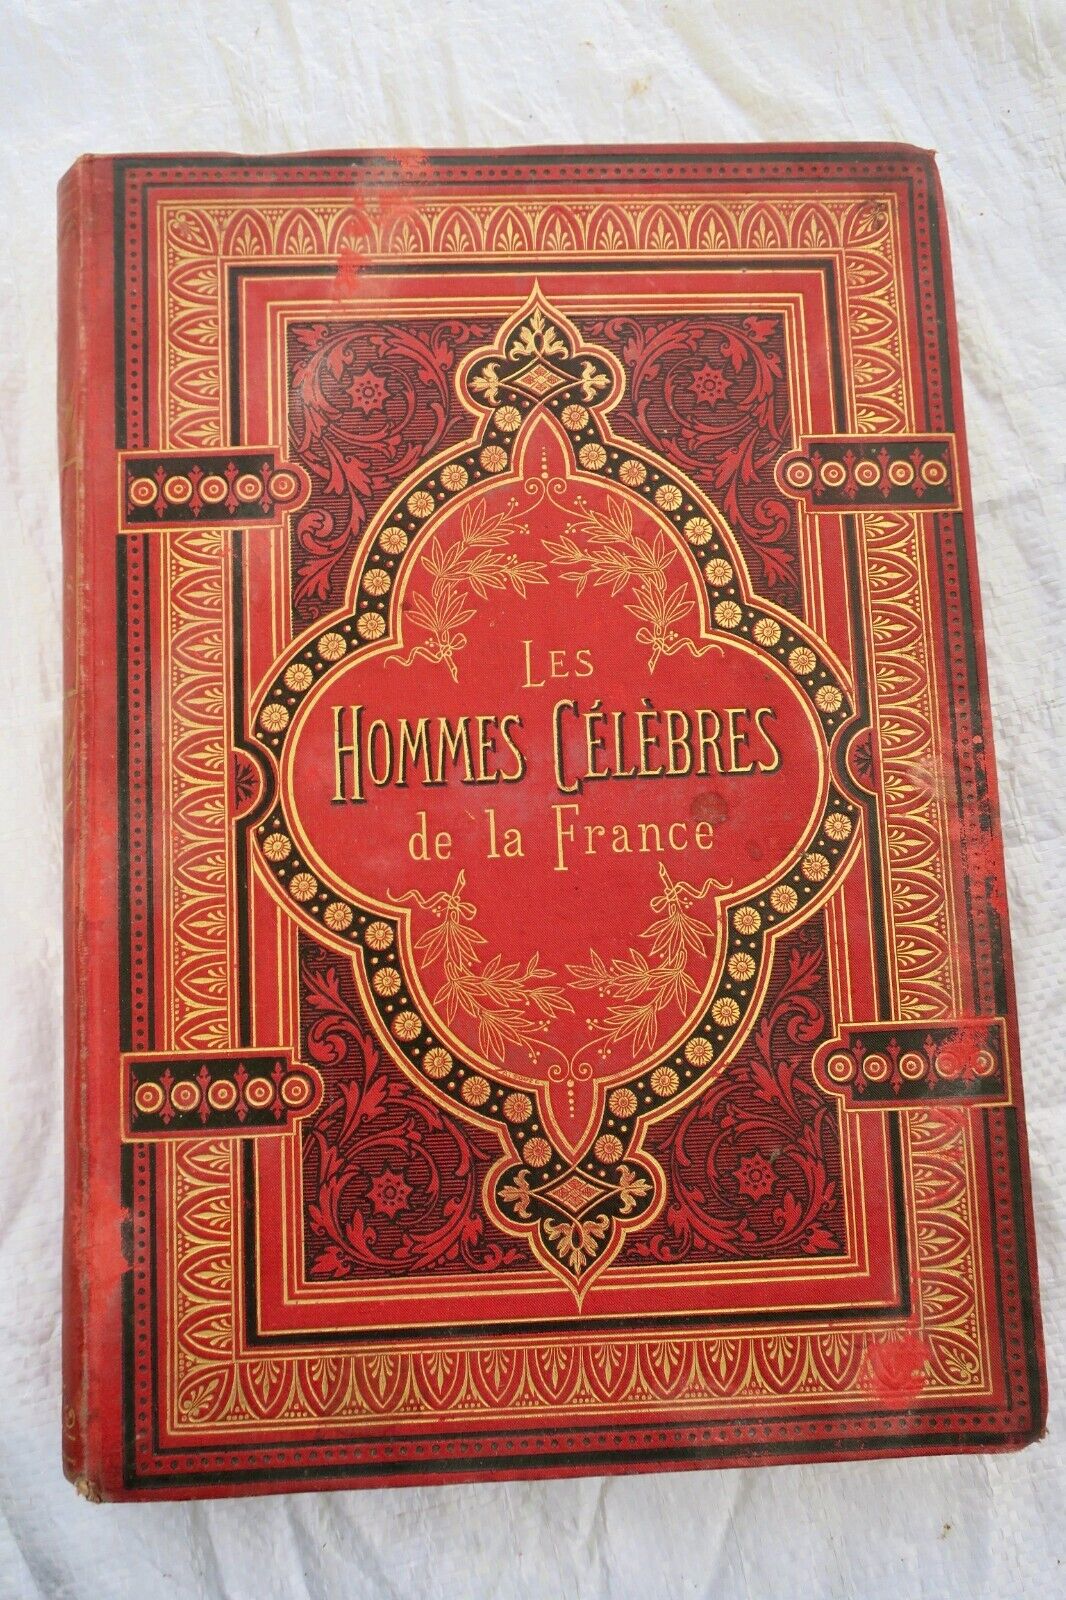 Les
Hommes Célèbres
de la France